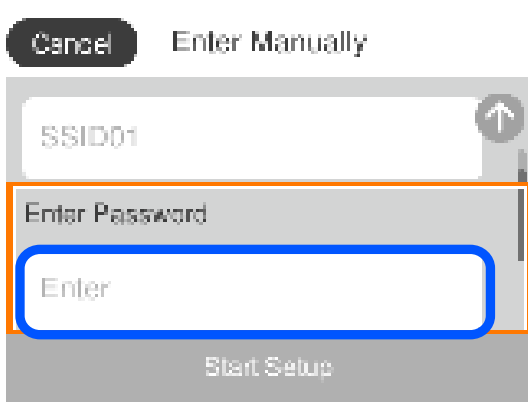 Cancel Enter Manually
SSID01
Enter Password
Enter
Start Setup